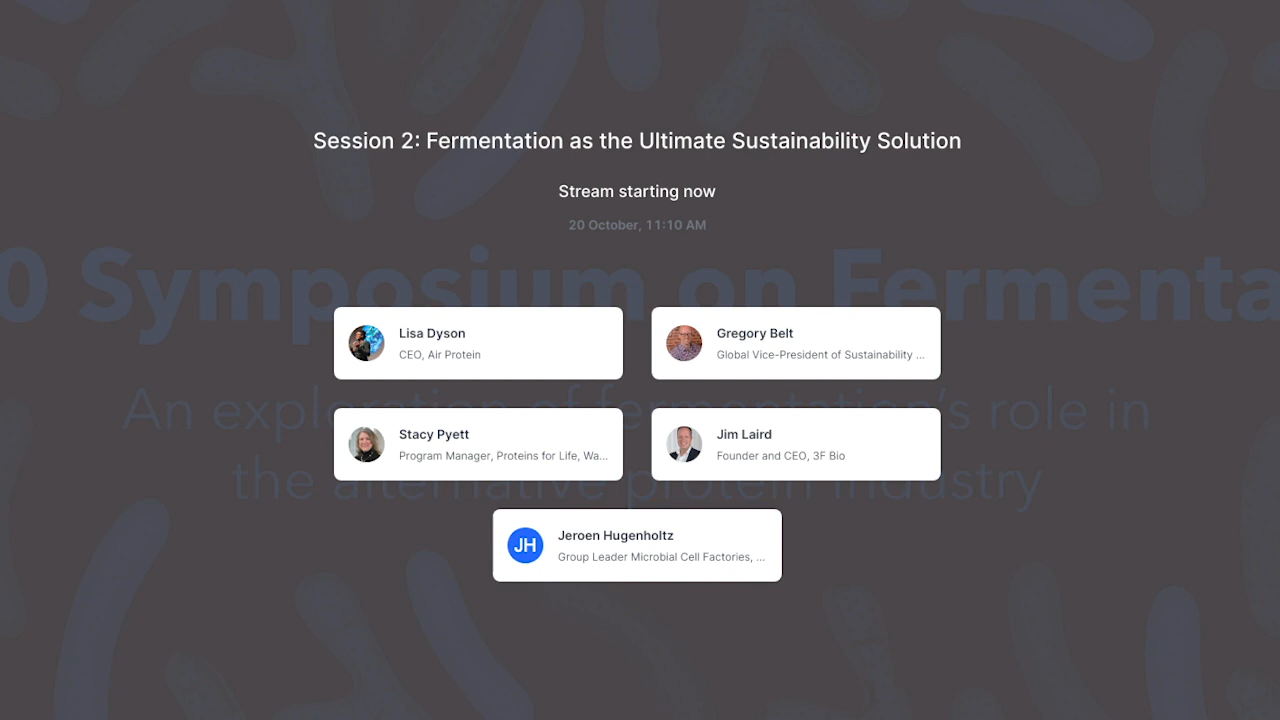 Session 2: Fermentation as the Ultimate Sustainability Solution
Stream starting now
20 October, 11:10 AM
0 Symposium on Fermenta
Lisa Dyson
CEO, Air Protein
Gregory Belt
Global Vice-President of Sustainability ...
An exploration of fermentation's role in
Stacy Pyett
Program Manager, Proteins for Life, Wa...
Jim Laird
Founder and CEO, 3F Bio
the alternative protein industry
JH
Jeroen Hugenholtz
Group Leader Microbial Cell Factories, ...